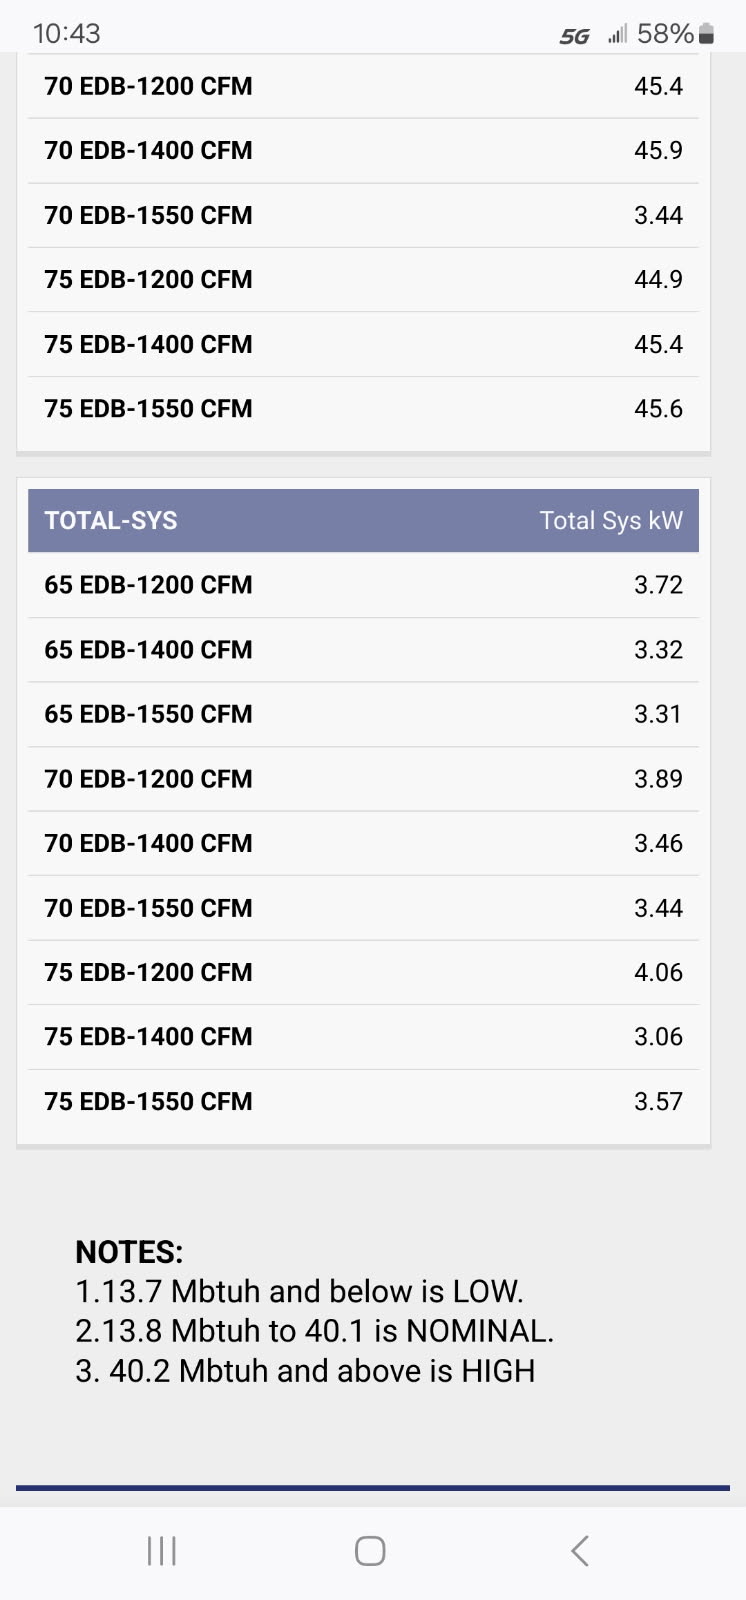 10:43 5G 58%
70 EDB-1200 CFM 45.4
70 EDB-1400 CFM 45.9
70 EDB-1550 CFM 3.44
75 EDB-1200 CFM 44.9
75 EDB-1400 CFM 45.4
75 EDB-1550 CFM 45.6
TOTAL-SYS Total Sys kW
65 EDB-1200 CFM 3.72
65 EDB-1400 CFM 3.32
65 EDB-1550 CFM 3.31
70 EDB-1200 CFM 3.89
70 EDB-1400 CFM 3.46
70 EDB-1550 CFM 3.44
75 EDB-1200 CFM 4.06
75 EDB-1400 CFM 3.06
75 EDB-1550 CFM 3.57
NOTES:
1.13.7 Mbtuh and below is LOW.
2.13.8 Mbtuh to 40.1 is NOMINAL.
3. 40.2 Mbtuh and above is HIGH